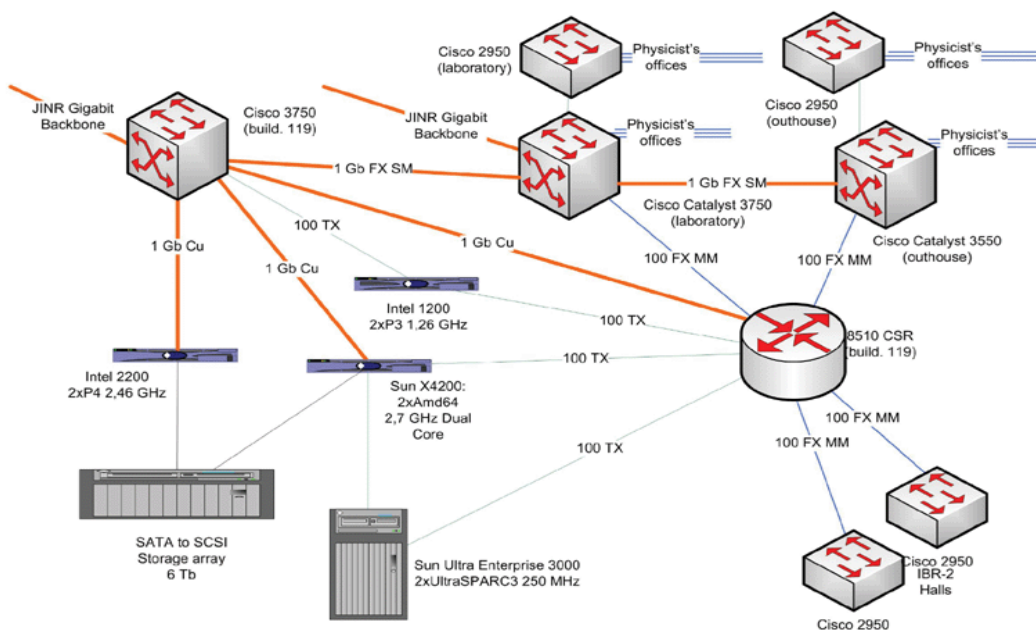 Cisco 2950
(laboratory)
Physicist's
offices
Physicist's
offices
Cisco 2950
(outhouse)
JINR Gigabit
Backbone
Cisco 3750
(build. 119)
JINR Gigabit
Backbone
Physicist's
offices
Physicist's
offices
1 Gb FX SM
1 Gb FX SM
Cisco Catalyst 3750
(laboratory)
100 TX
1 Gb Cu
1 Gb Cu
1 Gb Cu
100 FX MM
100 FX MM
Cisco Catalyst 3550
(outhouse)
Intel 1200
2xP3 1,26 GHz
100 TX
8510 CSR
(build. 119)
100 TX
Intel 2200
2xP4 2,46 GHz
Sun X4200:
2xAmd64
2,7 GHz Dual
Core
100 TX
100 FX MM
100 FX MM
SATA to SCSI
Storage array
6 Tb
Sun Ultra Enterprise 3000
2xUltraSPARC3 250 MHz
Cisco 2950
IBR-2
Halls
Cisco 2950